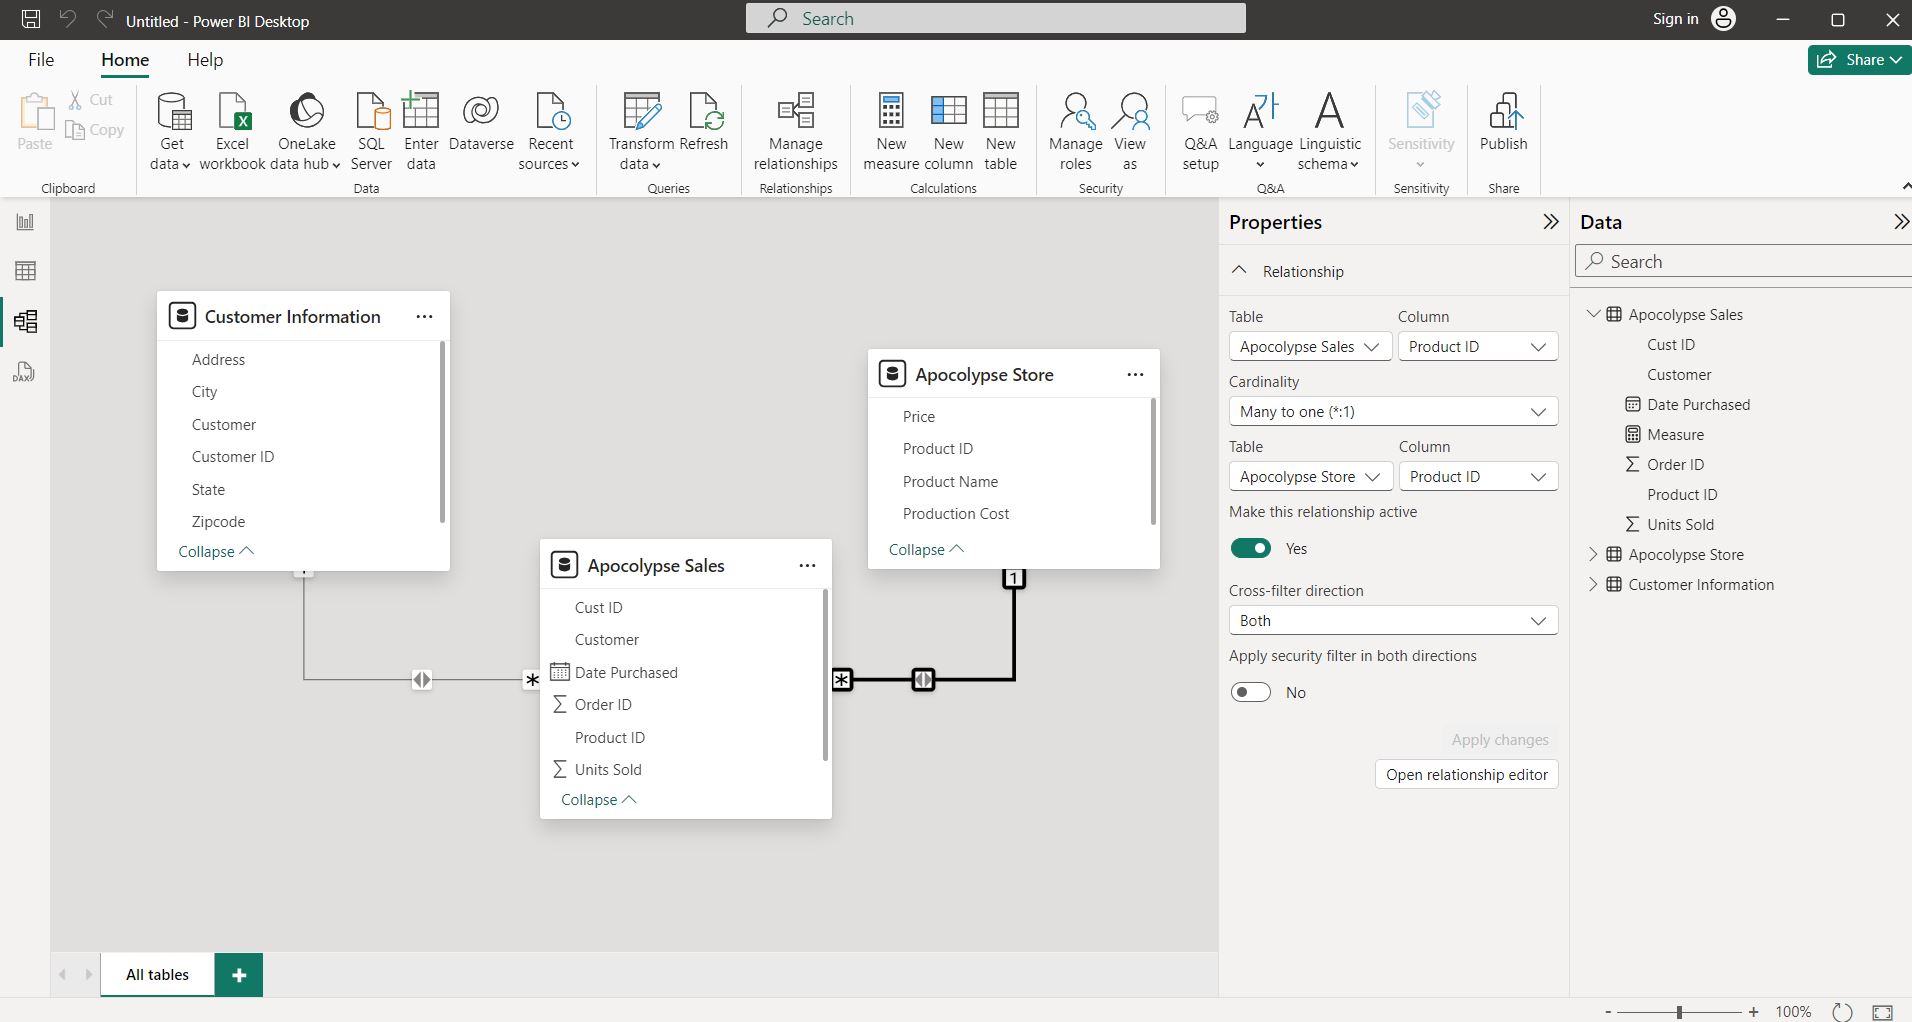 Untitled - Power BI Desktop
Search
Sign in
File
Home
Help
Share
Paste
Cut
Copy
Clipboard
Get data
Excel workbook
OneLake data hub
SQL Server
Enter data
Dataverse
Recent sources
Data
Transform data
Refresh
Queries
Manage relationships
Relationships
New measure
New column
New table
Calculations
Manage roles
View as
Security
Q&A setup
Language
Linguistic schema
Q&A
Sensitivity
Sensitivity
Publish
Share
DAX
Customer Information
Address
City
Customer
Customer ID
State
Zipcode
Collapse
Apocolypse Sales
Cust ID
Customer
Date Purchased
Order ID
Product ID
Units Sold
Collapse
Apocolypse Store
Price
Product ID
Product Name
Production Cost
Collapse
1
*
*
Properties
Relationship
Table
Column
Apocolypse Sales
Product ID
Cardinality
Many to one (*:1)
Table
Column
Apocolypse Store
Product ID
Make this relationship active
Yes
Cross-filter direction
Both
Apply security filter in both directions
No
Apply changes
Open relationship editor
Data
Search
Apocolypse Sales
Cust ID
Customer
Date Purchased
Measure
Order ID
Product ID
Units Sold
Apocolypse Store
Customer Information
All tables
+
-
+
100%